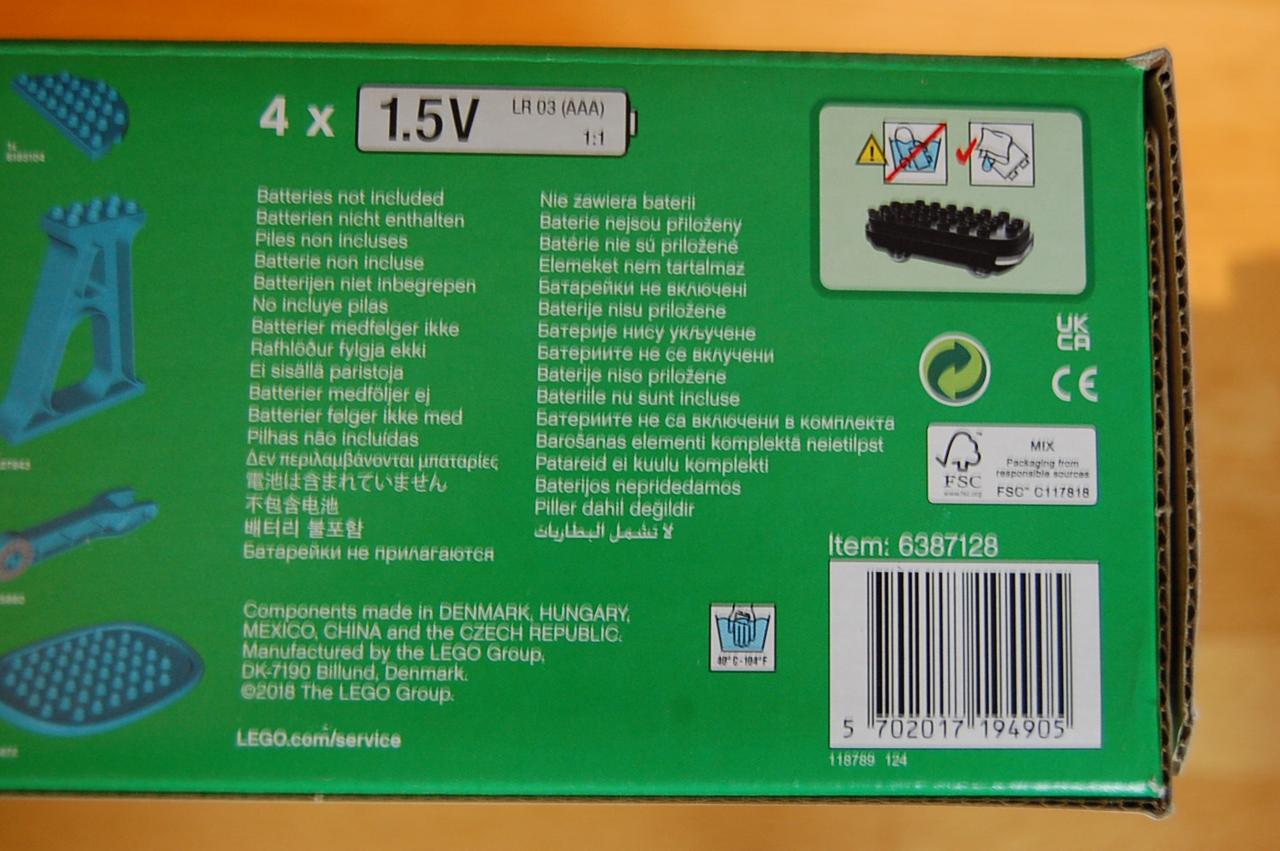 4 x 1.5V LR 03 (AAA)
1:1
Batteries not included
Batterien nicht enthalten
Piles non incluses
Batterie non incluse
Batterijen niet inbegrepen
No incluye pilas
Batterier medfølger ikke
Rafhlöður fylgja ekki
Ei sisällä paristoja
Batterier medföljer ej
Batterier følger ikke med
Pilhas não incluídas
Δεν περιλαμβάνονται μπαταρίες
電池は含まれていません
不包含电池
배터리 불포함
Батарейки не прилагаются
Nie zawiera baterii
Baterie nejsou přiloženy
Batérie nie sú priložené
Elemeket nem tartalmaz
Батарейки не включені
Baterije nisu priložene
Батерије нису укључене
Батериите не се вклучени
Baterije niso priložene
Bateriile nu sunt incluse
Батериите не са включени в комплекта
Barošanas elementi komplektā neietilpst
Patareid ei kuulu komplekti
Baterijos nepridedamos
Piller dahil değildir
لا تشمل البطاريات
Components made in DENMARK, HUNGARY,
MEXICO, CHINA and the CZECH REPUBLIC.
Manufactured by the LEGO Group,
DK-7190 Billund, Denmark.
©2018 The LEGO Group.
LEGO.com/service
40°C-104°F
UK
CA
CE
FSC™
www.fsc.org
MIX
Packaging from
responsible sources
FSC™ C117818
Item: 6387128
5 702017 194905
118789 124